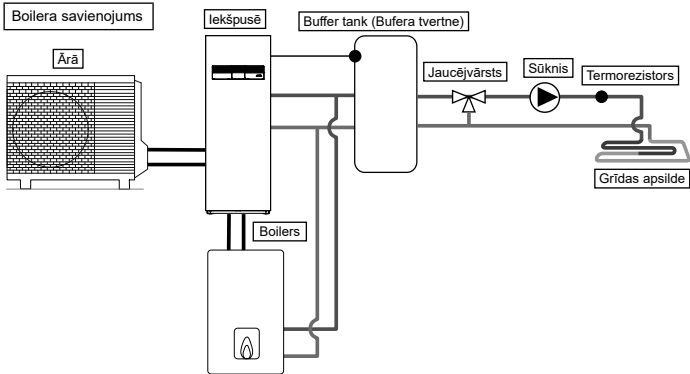 Boilera savienojums
Iekšpusē
Buffer tank (Bufera tvertne)
Ārā
Jaucējvārsts
Sūknis
Termorezistors
Grīdas apsilde
Boilers